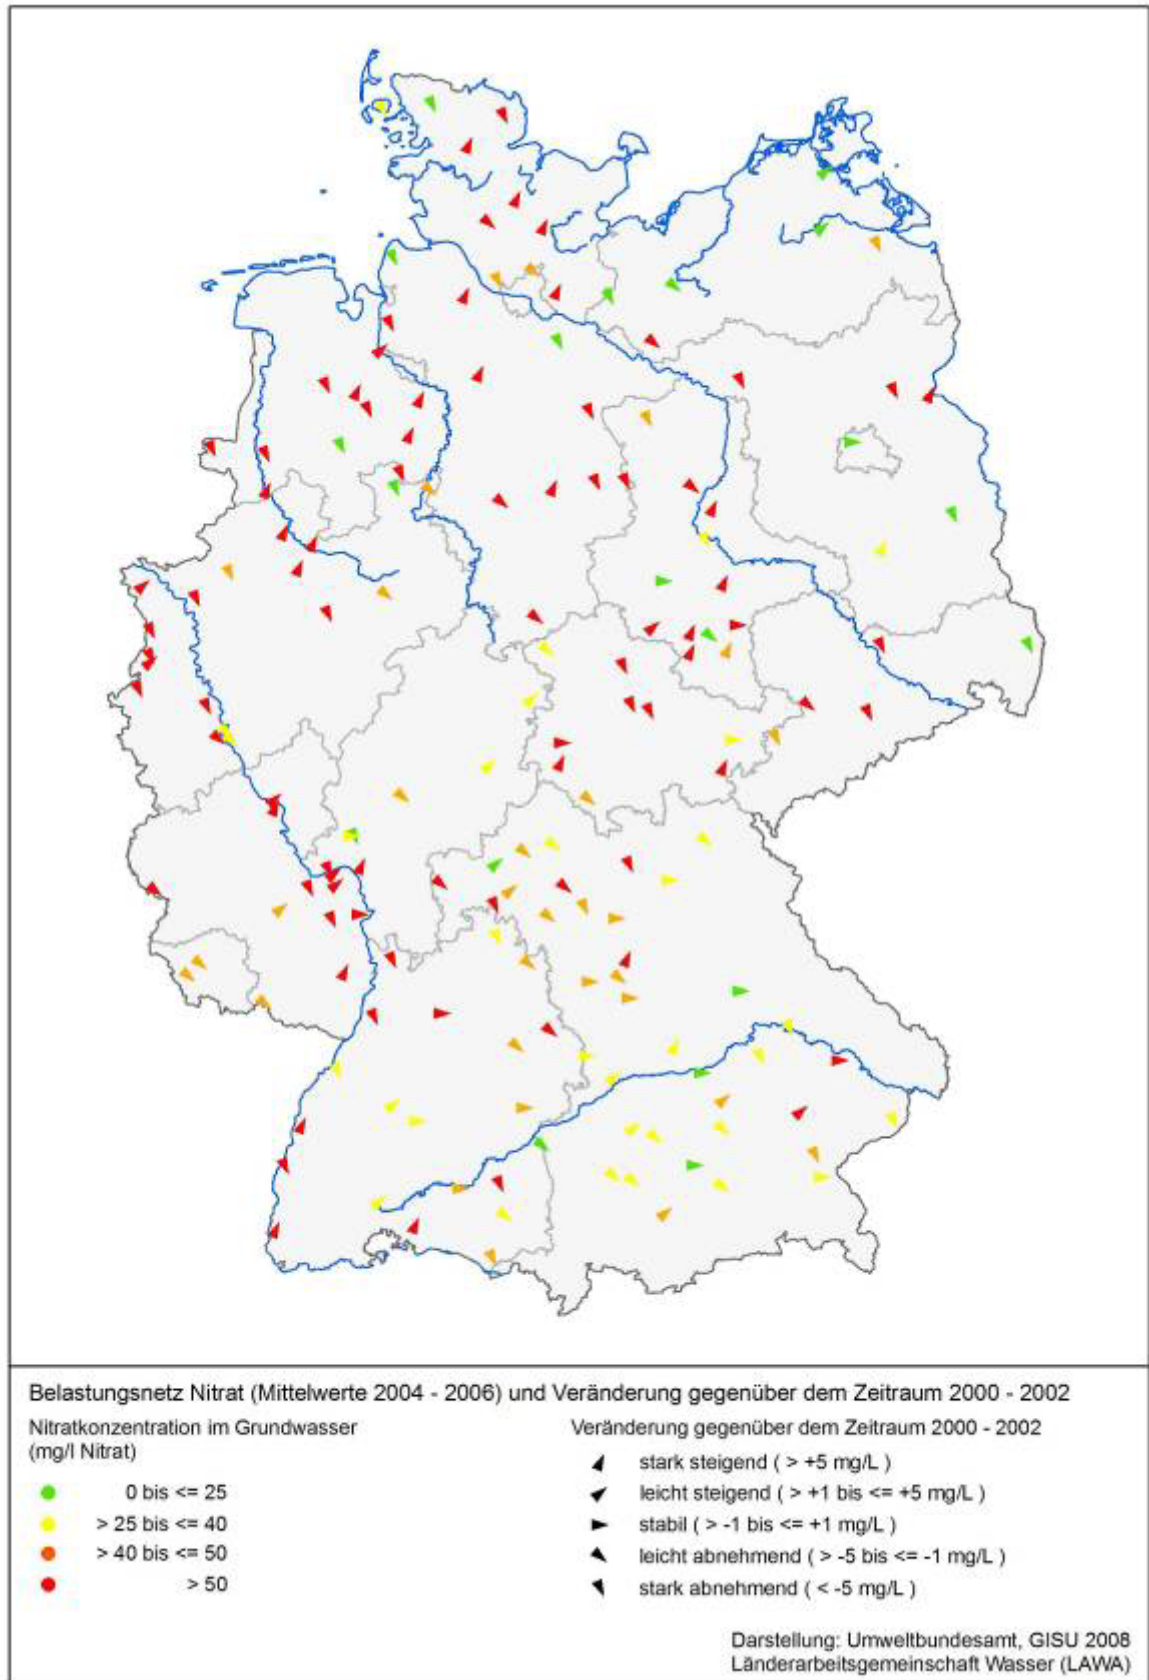 Belastungsnetz Nitrat (Mittelwerte 2004 - 2006) und Veränderung gegenüber dem Zeitraum 2000 - 2002
Nitratkonzentration im Grundwasser
(mg/l Nitrat)
0 bis <= 25
> 25 bis <= 40
> 40 bis <= 50
> 50
Veränderung gegenüber dem Zeitraum 2000 - 2002
stark steigend ( > +5 mg/L )
leicht steigend ( > +1 bis <= +5 mg/L )
stabil ( > -1 bis <= +1 mg/L )
leicht abnehmend ( > -5 bis <= -1 mg/L )
stark abnehmend ( < -5 mg/L )
Darstellung: Umweltbundesamt, GISU 2008
Länderarbeitsgemeinschaft Wasser (LAWA)